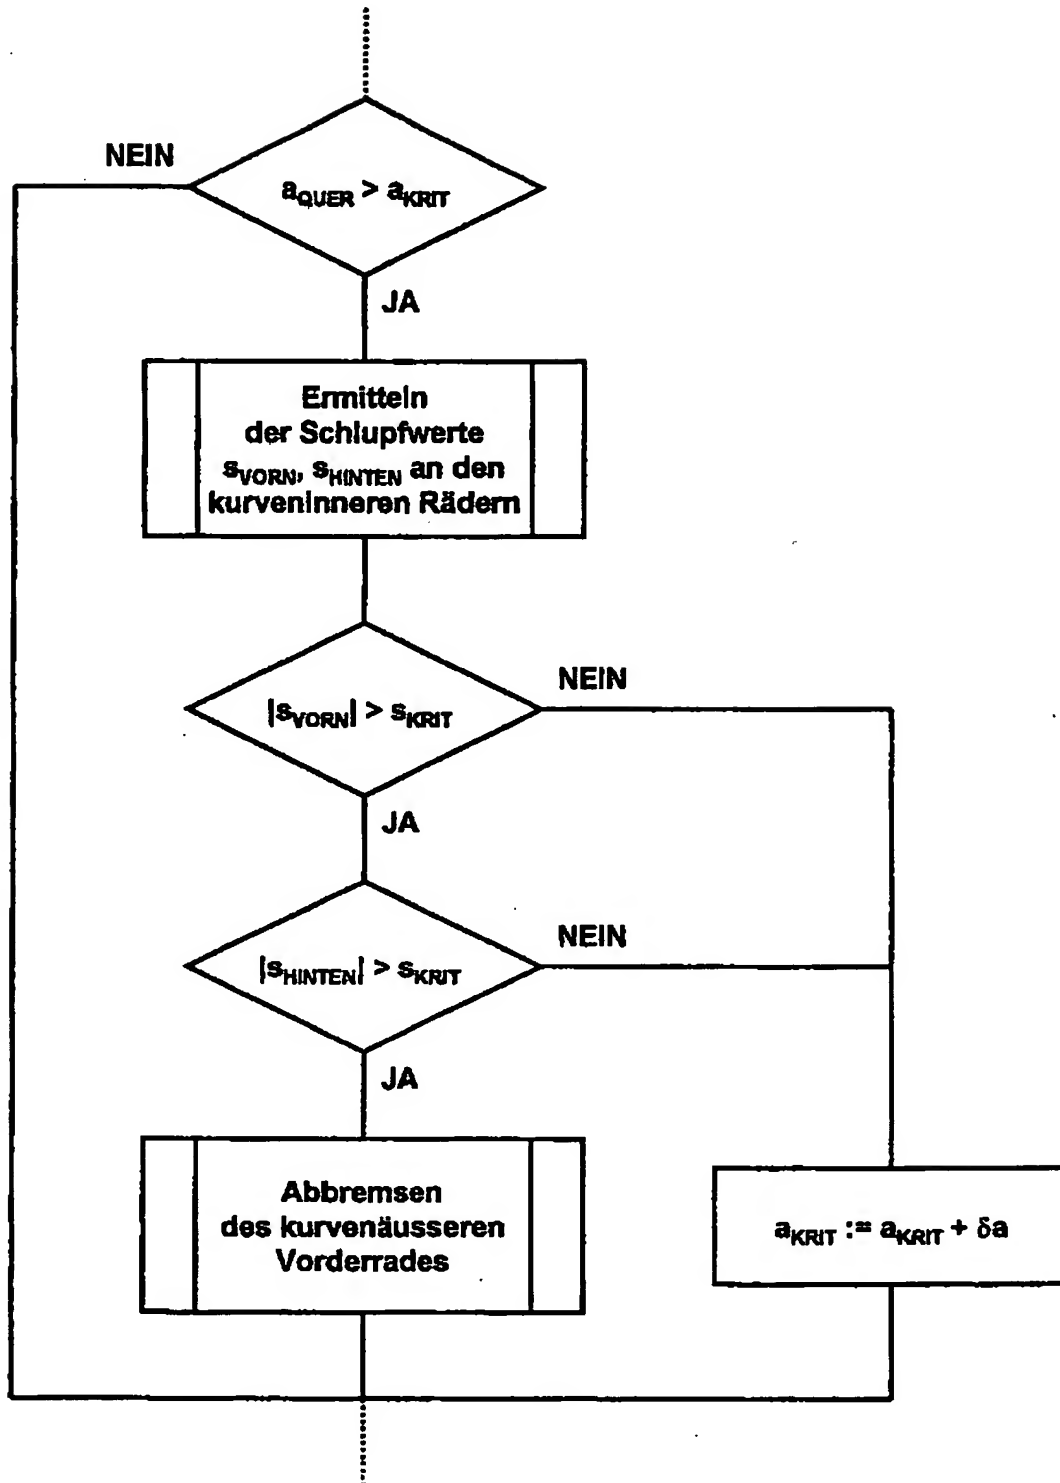 NEIN
a_QUER > a_KRIT
JA
Ermitteln
der Schlupfwerte
s_VORN, s_HINTEN an den
kurveninneren Rädern
|s_VORN| > s_KRIT
NEIN
JA
|s_HINTEN| > s_KRIT
NEIN
JA
Abbremsen
des kurvenäusseren
Vorderrades
a_KRIT := a_KRIT + δa